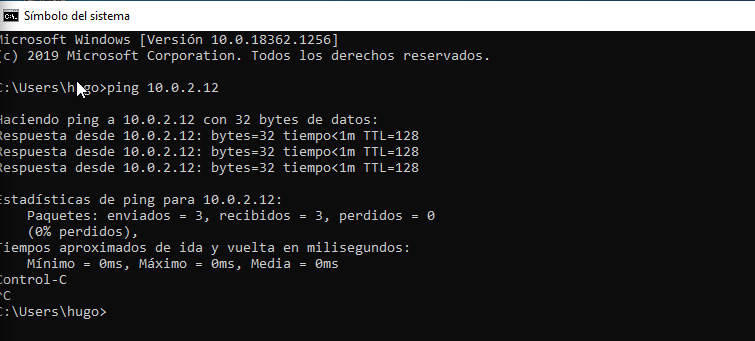 Símbolo del sistema
Microsoft Windows [Versión 10.0.18362.1256]
(c) 2019 Microsoft Corporation. Todos los derechos reservados.
C:\Users\hugo>ping 10.0.2.12
Haciendo ping a 10.0.2.12 con 32 bytes de datos:
Respuesta desde 10.0.2.12: bytes=32 tiempo<1m TTL=128
Respuesta desde 10.0.2.12: bytes=32 tiempo<1m TTL=128
Respuesta desde 10.0.2.12: bytes=32 tiempo<1m TTL=128
Estadísticas de ping para 10.0.2.12:
Paquetes: enviados = 3, recibidos = 3, perdidos = 0
(0% perdidos),
Tiempos aproximados de ida y vuelta en milisegundos:
Mínimo = 0ms, Máximo = 0ms, Media = 0ms
Control-C
^C
C:\Users\hugo>